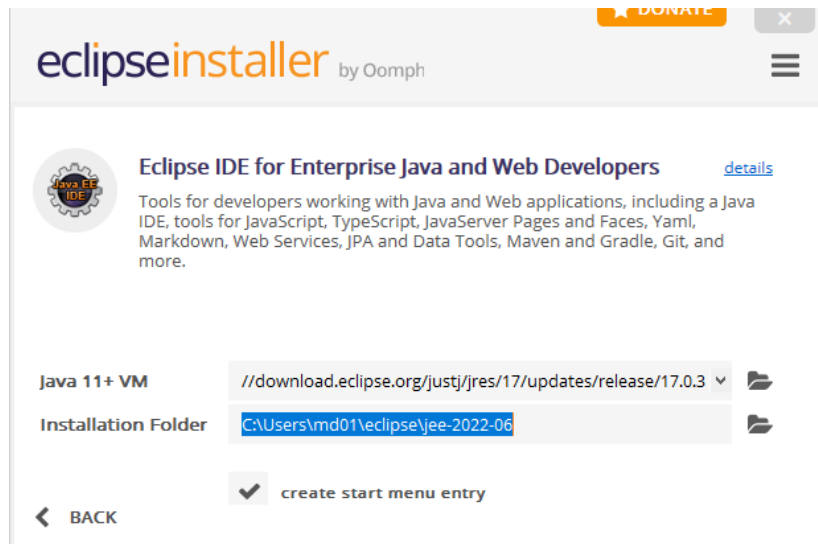 DONATE
eclipseinstaller by Oomph
Java EE
IDE
Eclipse IDE for Enterprise Java and Web Developers details
Tools for developers working with Java and Web applications, including a Java
IDE, tools for JavaScript, TypeScript, JavaServer Pages and Faces, Yaml,
Markdown, Web Services, JPA and Data Tools, Maven and Gradle, Git, and
more.
Java 11+ VM //download.eclipse.org/justj/jres/17/updates/release/17.0.3
Installation Folder C:\Users\md01\eclipse\jee-2022-06
create start menu entry
BACK